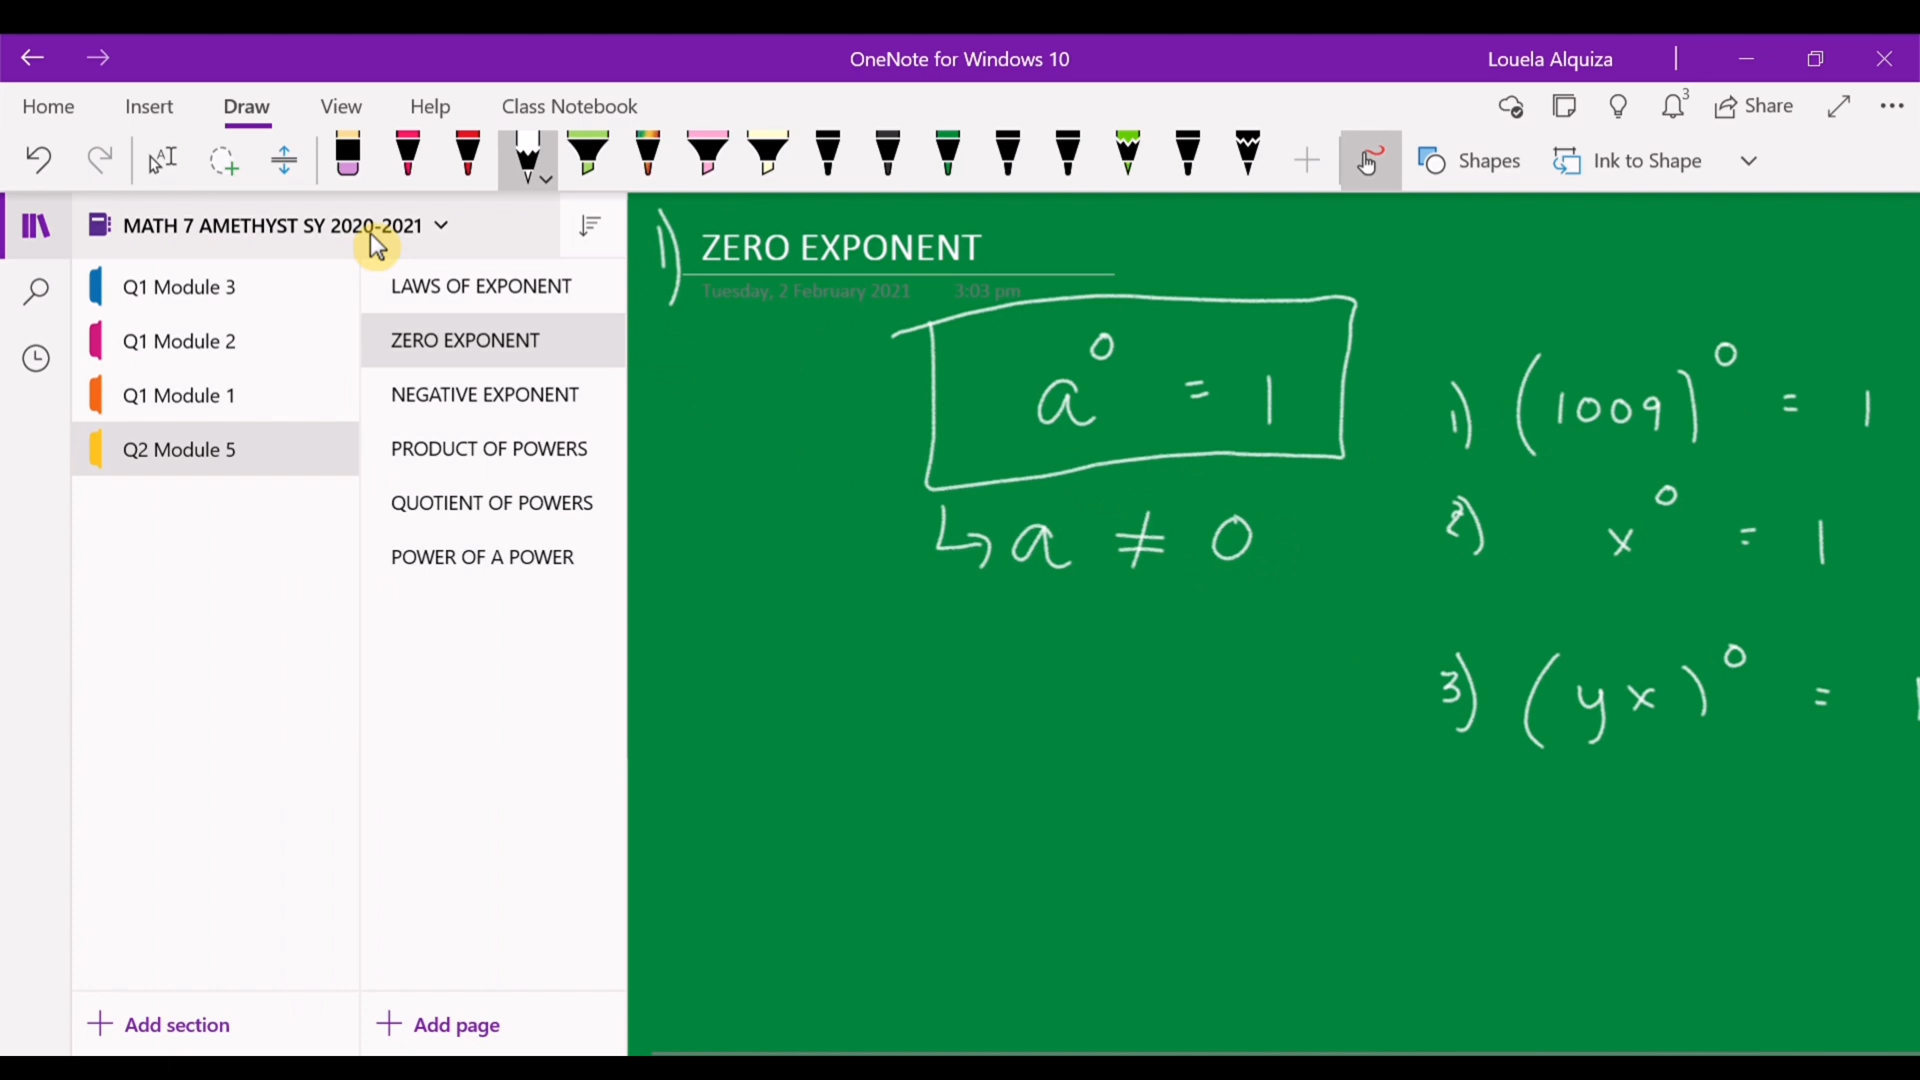 OneNote for Windows 10
Louela Alquiza
Home Insert Draw View Help Class Notebook
3
Share
Shapes
Ink to Shape
MATH 7 AMETHYST SY 2020-2021
Q1 Module 3
Q1 Module 2
Q1 Module 1
Q2 Module 5
LAWS OF EXPONENT
ZERO EXPONENT
NEGATIVE EXPONENT
PRODUCT OF POWERS
QUOTIENT OF POWERS
POWER OF A POWER
Add section
Add page
1) ZERO EXPONENT
Tuesday, 2 February 2021 3:03 pm
a⁰ = 1
↳ a ≠ 0
1) (1009)⁰ = 1
2) x⁰ = 1
3) (yx)⁰ = 1